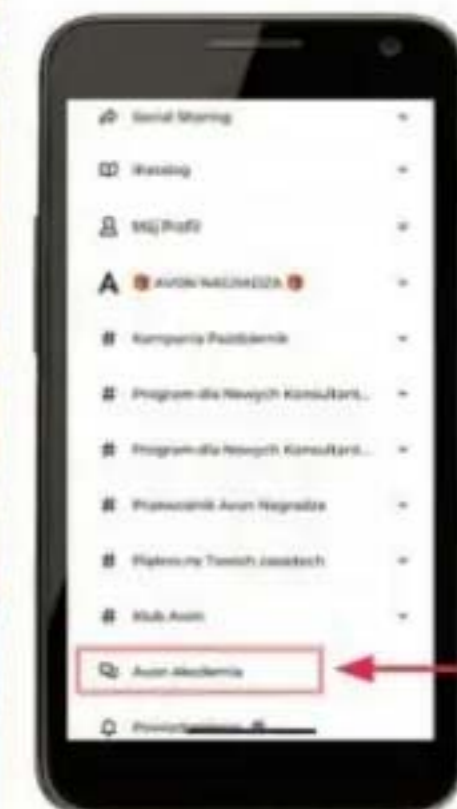 Social Sharing
Katalog
Mój Profil
A 🎁 AVON NAGRADZA 🎁
# Kampania Październik
# Program dla Nowych Konsultant...
# Program dla Nowych Konsultant...
# Przewodnik Avon Nagradza
# Piękno na Twoich zasadach
# Klub Avon
Avon Akademia